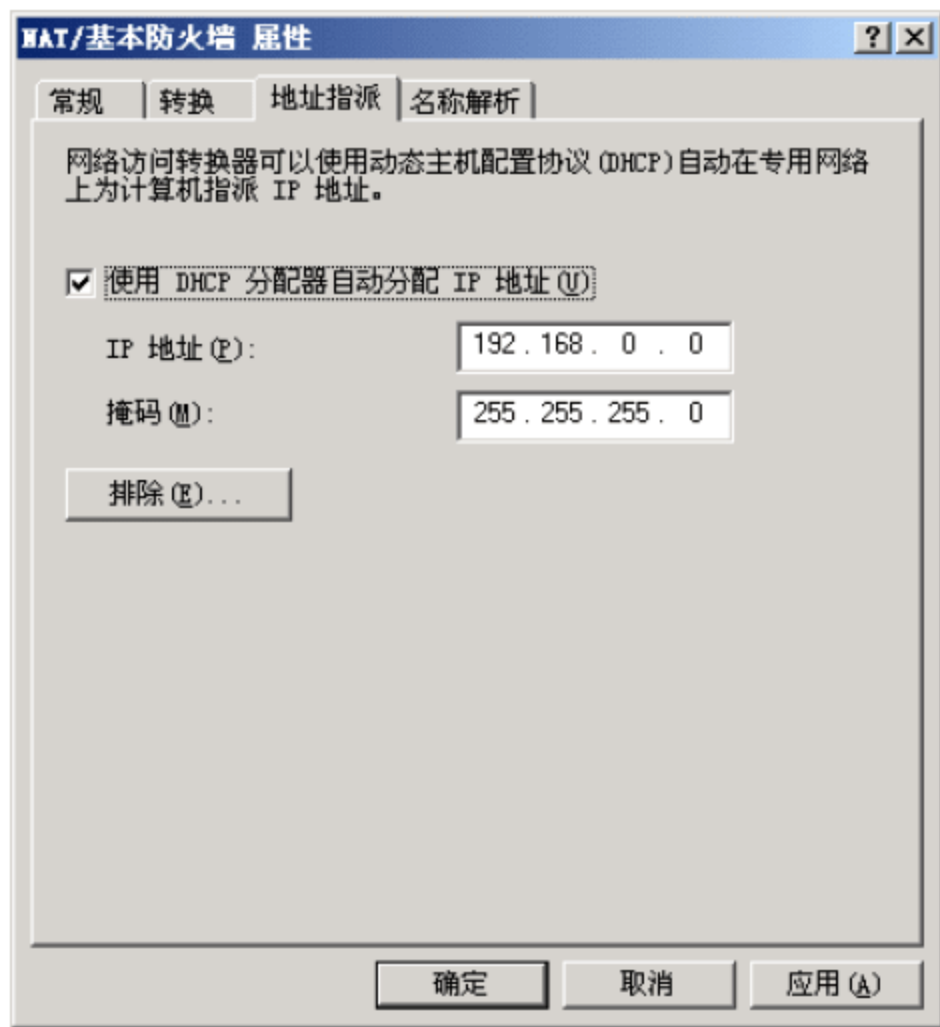 NAT/基本防火墙 属性
常规 转换 地址指派 名称解析
网络访问转换器可以使用动态主机配置协议(DHCP)自动在专用网络
上为计算机指派 IP 地址。
使用 DHCP 分配器自动分配 IP 地址(U)
IP 地址(P): 192 . 168 . 0 . 0
掩码(M): 255 . 255 . 255 . 0
排除(E)...
确定 取消 应用(A)